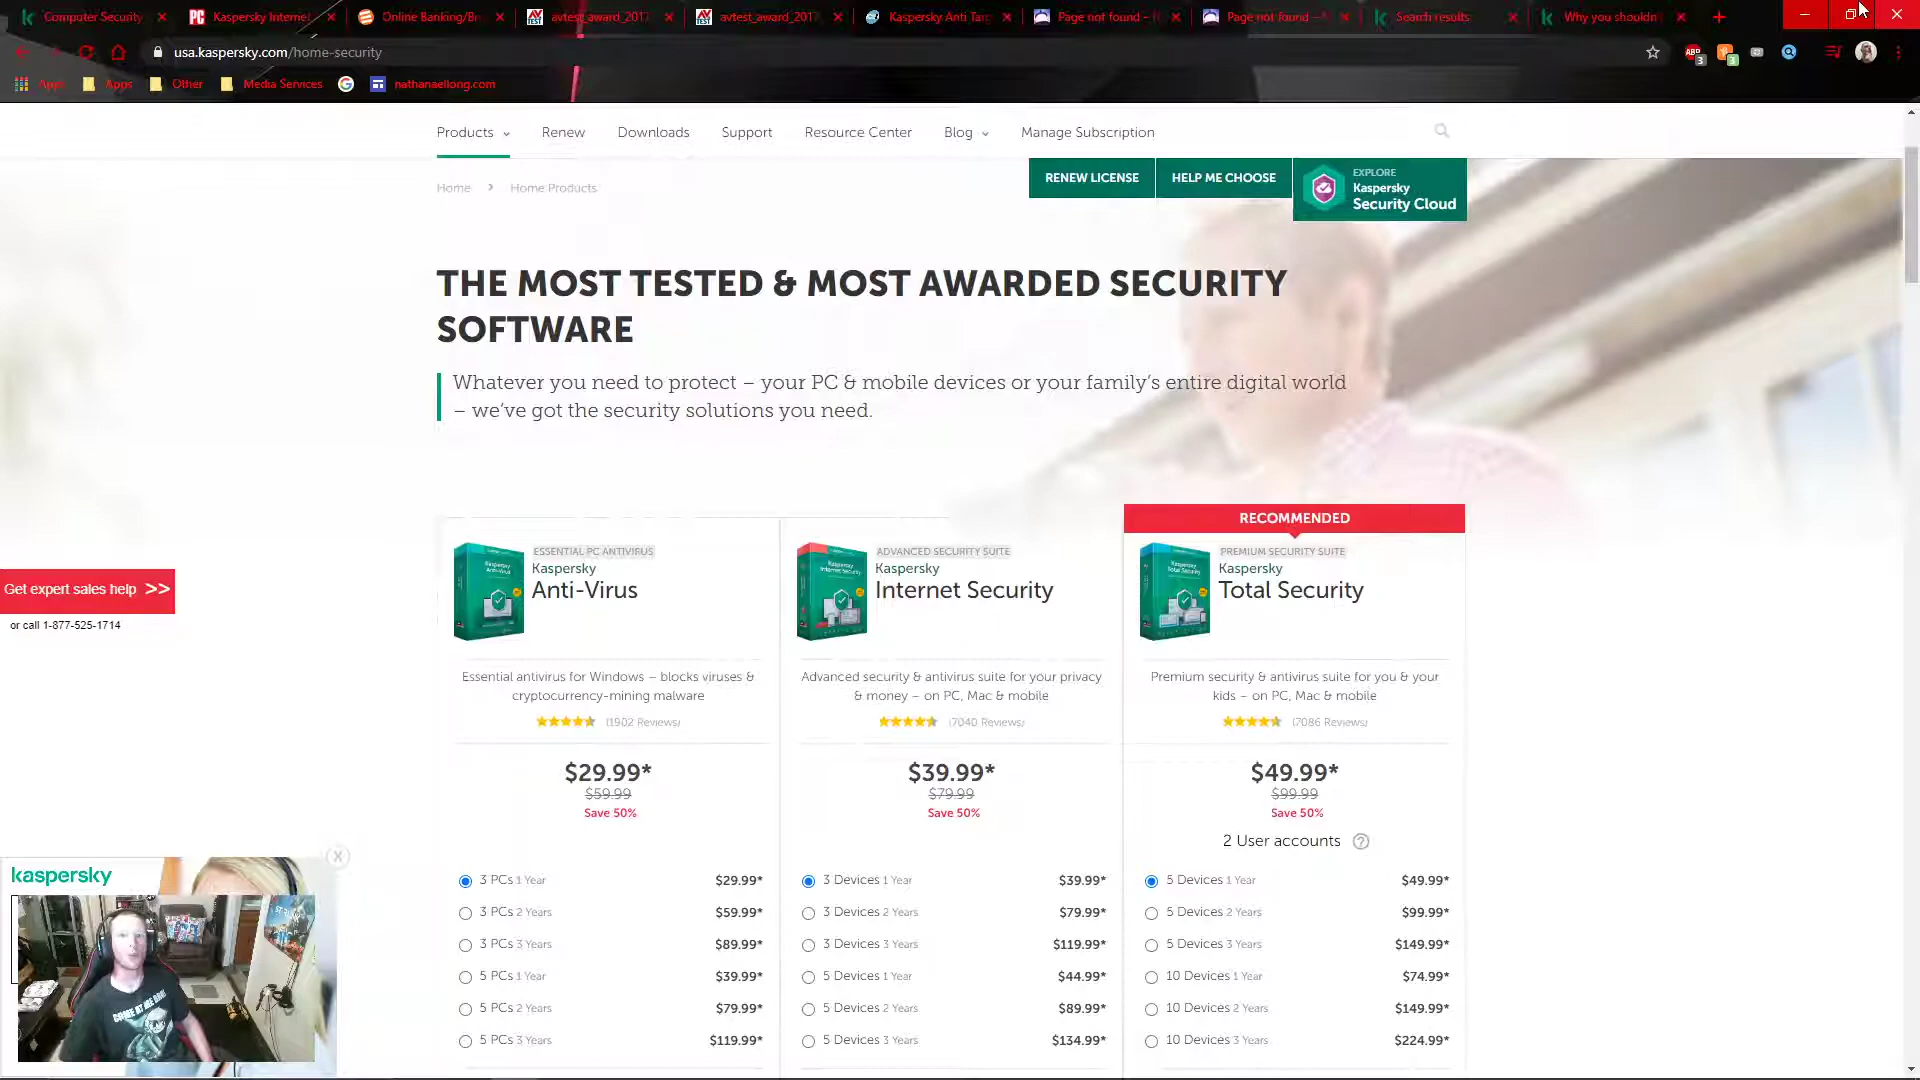 Computer Security
Kaspersky Internet
Online Banking/Br
avtest_award_2017
avtest_award_2017
Kaspersky Anti Tar
Page not found –
Page not found –
Search results
Why you shouldn
usa.kaspersky.com/home-security
ABP
3
3
Apps
Apps
Other
Media Services
nathanaellong.com
Products
Renew
Downloads
Support
Resource Center
Blog
Manage Subscription
Home
Home Products
RENEW LICENSE
HELP ME CHOOSE
EXPLORE
Kaspersky
Security Cloud
THE MOST TESTED & MOST AWARDED SECURITY
SOFTWARE
Whatever you need to protect – your PC & mobile devices or your family's entire digital world
– we've got the security solutions you need.
Get expert sales help >>
or call 1-877-525-1714
ESSENTIAL PC ANTIVIRUS
Kaspersky
Anti-Virus
Essential antivirus for Windows – blocks viruses &
cryptocurrency-mining malware
(1902 Reviews)
$29.99*
$59.99
Save 50%
3 PCs 1 Year $29.99*
3 PCs 2 Years $59.99*
3 PCs 3 Years $89.99*
5 PCs 1 Year $39.99*
5 PCs 2 Years $79.99*
5 PCs 3 Years $119.99*
ADVANCED SECURITY SUITE
Kaspersky
Internet Security
Advanced security & antivirus suite for your privacy
& money – on PC, Mac & mobile
(7040 Reviews)
$39.99*
$79.99
Save 50%
3 Devices 1 Year $39.99*
3 Devices 2 Years $79.99*
3 Devices 3 Years $119.99*
5 Devices 1 Year $44.99*
5 Devices 2 Years $89.99*
5 Devices 3 Years $134.99*
RECOMMENDED
PREMIUM SECURITY SUITE
Kaspersky
Total Security
Premium security & antivirus suite for you & your
kids – on PC, Mac & mobile
(7086 Reviews)
$49.99*
$99.99
Save 50%
2 User accounts ?
5 Devices 1 Year $49.99*
5 Devices 2 Years $99.99*
5 Devices 3 Years $149.99*
10 Devices 1 Year $74.99*
10 Devices 2 Years $149.99*
10 Devices 3 Years $224.99*
kaspersky
X
COME AT ME BRO!